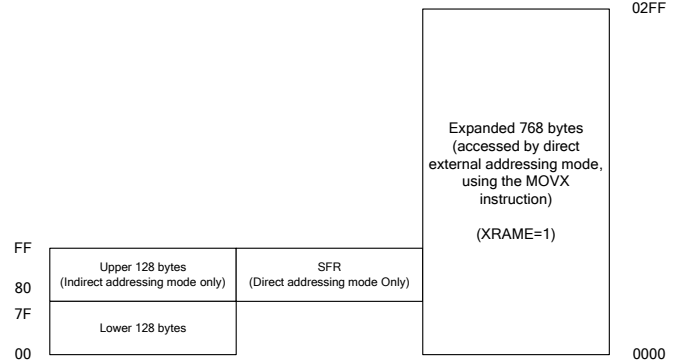 02FF
Expanded 768 bytes
(accessed by direct
external addressing mode,
using the MOVX
instruction)
(XRAME=1)
FF
Upper 128 bytes
(Indirect addressing mode only)
SFR
(Direct addressing mode Only)
80
7F
Lower 128 bytes
00
0000